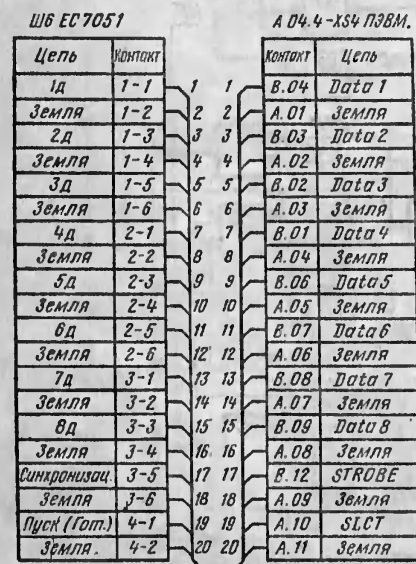 Ш6 ЕС7051 А 04.4-XS4 ПЭВМ.
Цепь Контакт Контакт Цепь
1д 1-1 1 1 В.04 Data 1
Земля 1-2 2 2 А.01 Земля
2д 1-3 3 3 В.03 Data 2
Земля 1-4 4 4 А.02 Земля
3д 1-5 5 5 В.02 Data 3
Земля 1-6 6 6 А.03 Земля
4д 2-1 7 7 В.01 Data 4
Земля 2-2 8 8 А.04 Земля
5д 2-3 9 9 В.06 Data 5
Земля 2-4 10 10 А.05 Земля
6д 2-5 11 11 В.07 Data 6
Земля 2-6 12 12 А.06 Земля
7д 3-1 13 13 В.08 Data 7
Земля 3-2 14 14 А.07 Земля
8д 3-3 15 15 В.09 Data 8
Земля 3-4 16 16 А.08 Земля
Синхронизац. 3-5 17 17 В.12 STROBE
Земля 3-6 18 18 А.09 Земля
Пуск (Гот.) 4-1 19 19 А.10 SLCT
Земля. 4-2 20 20 А.11 Земля